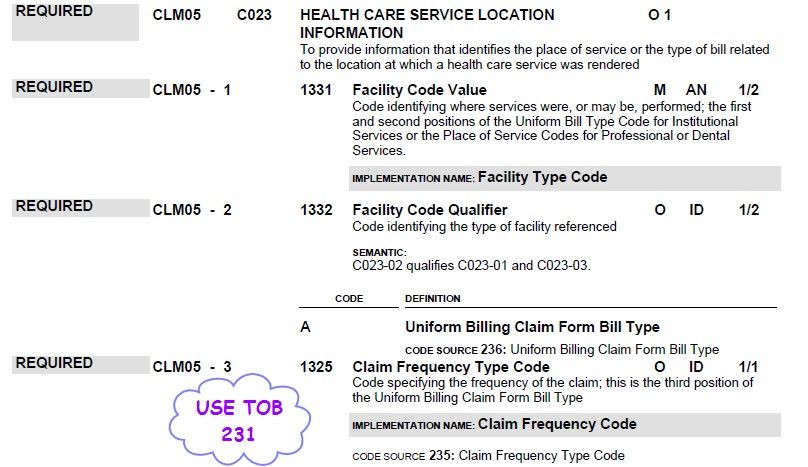 REQUIRED CLM05 C023 HEALTH CARE SERVICE LOCATION O 1
INFORMATION
To provide information that identifies the place of service or the type of bill related
to the location at which a health care service was rendered
REQUIRED CLM05 - 1 1331 Facility Code Value M AN 1/2
Code identifying where services were, or may be, performed; the first
and second positions of the Uniform Bill Type Code for Institutional
Services or the Place of Service Codes for Professional or Dental
Services.
IMPLEMENTATION NAME: Facility Type Code
REQUIRED CLM05 - 2 1332 Facility Code Qualifier O ID 1/2
Code identifying the type of facility referenced
SEMANTIC:
C023-02 qualifies C023-01 and C023-03.
CODE DEFINITION
A Uniform Billing Claim Form Bill Type
CODE SOURCE 236: Uniform Billing Claim Form Bill Type
REQUIRED CLM05 - 3 1325 Claim Frequency Type Code O ID 1/1
Code specifying the frequency of the claim; this is the third position of
the Uniform Billing Claim Form Bill Type
USE TOB
231
IMPLEMENTATION NAME: Claim Frequency Code
CODE SOURCE 235: Claim Frequency Type Code